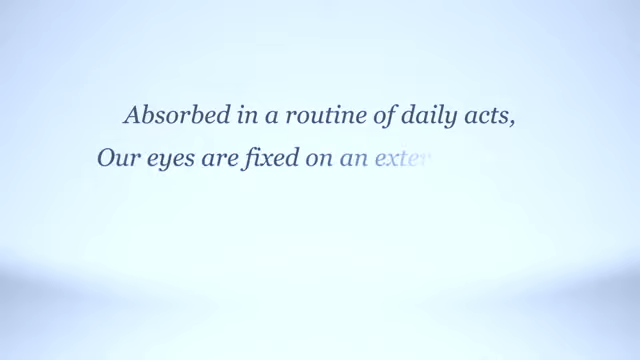 Absorbed in a routine of daily acts,
Our eyes are fixed on an